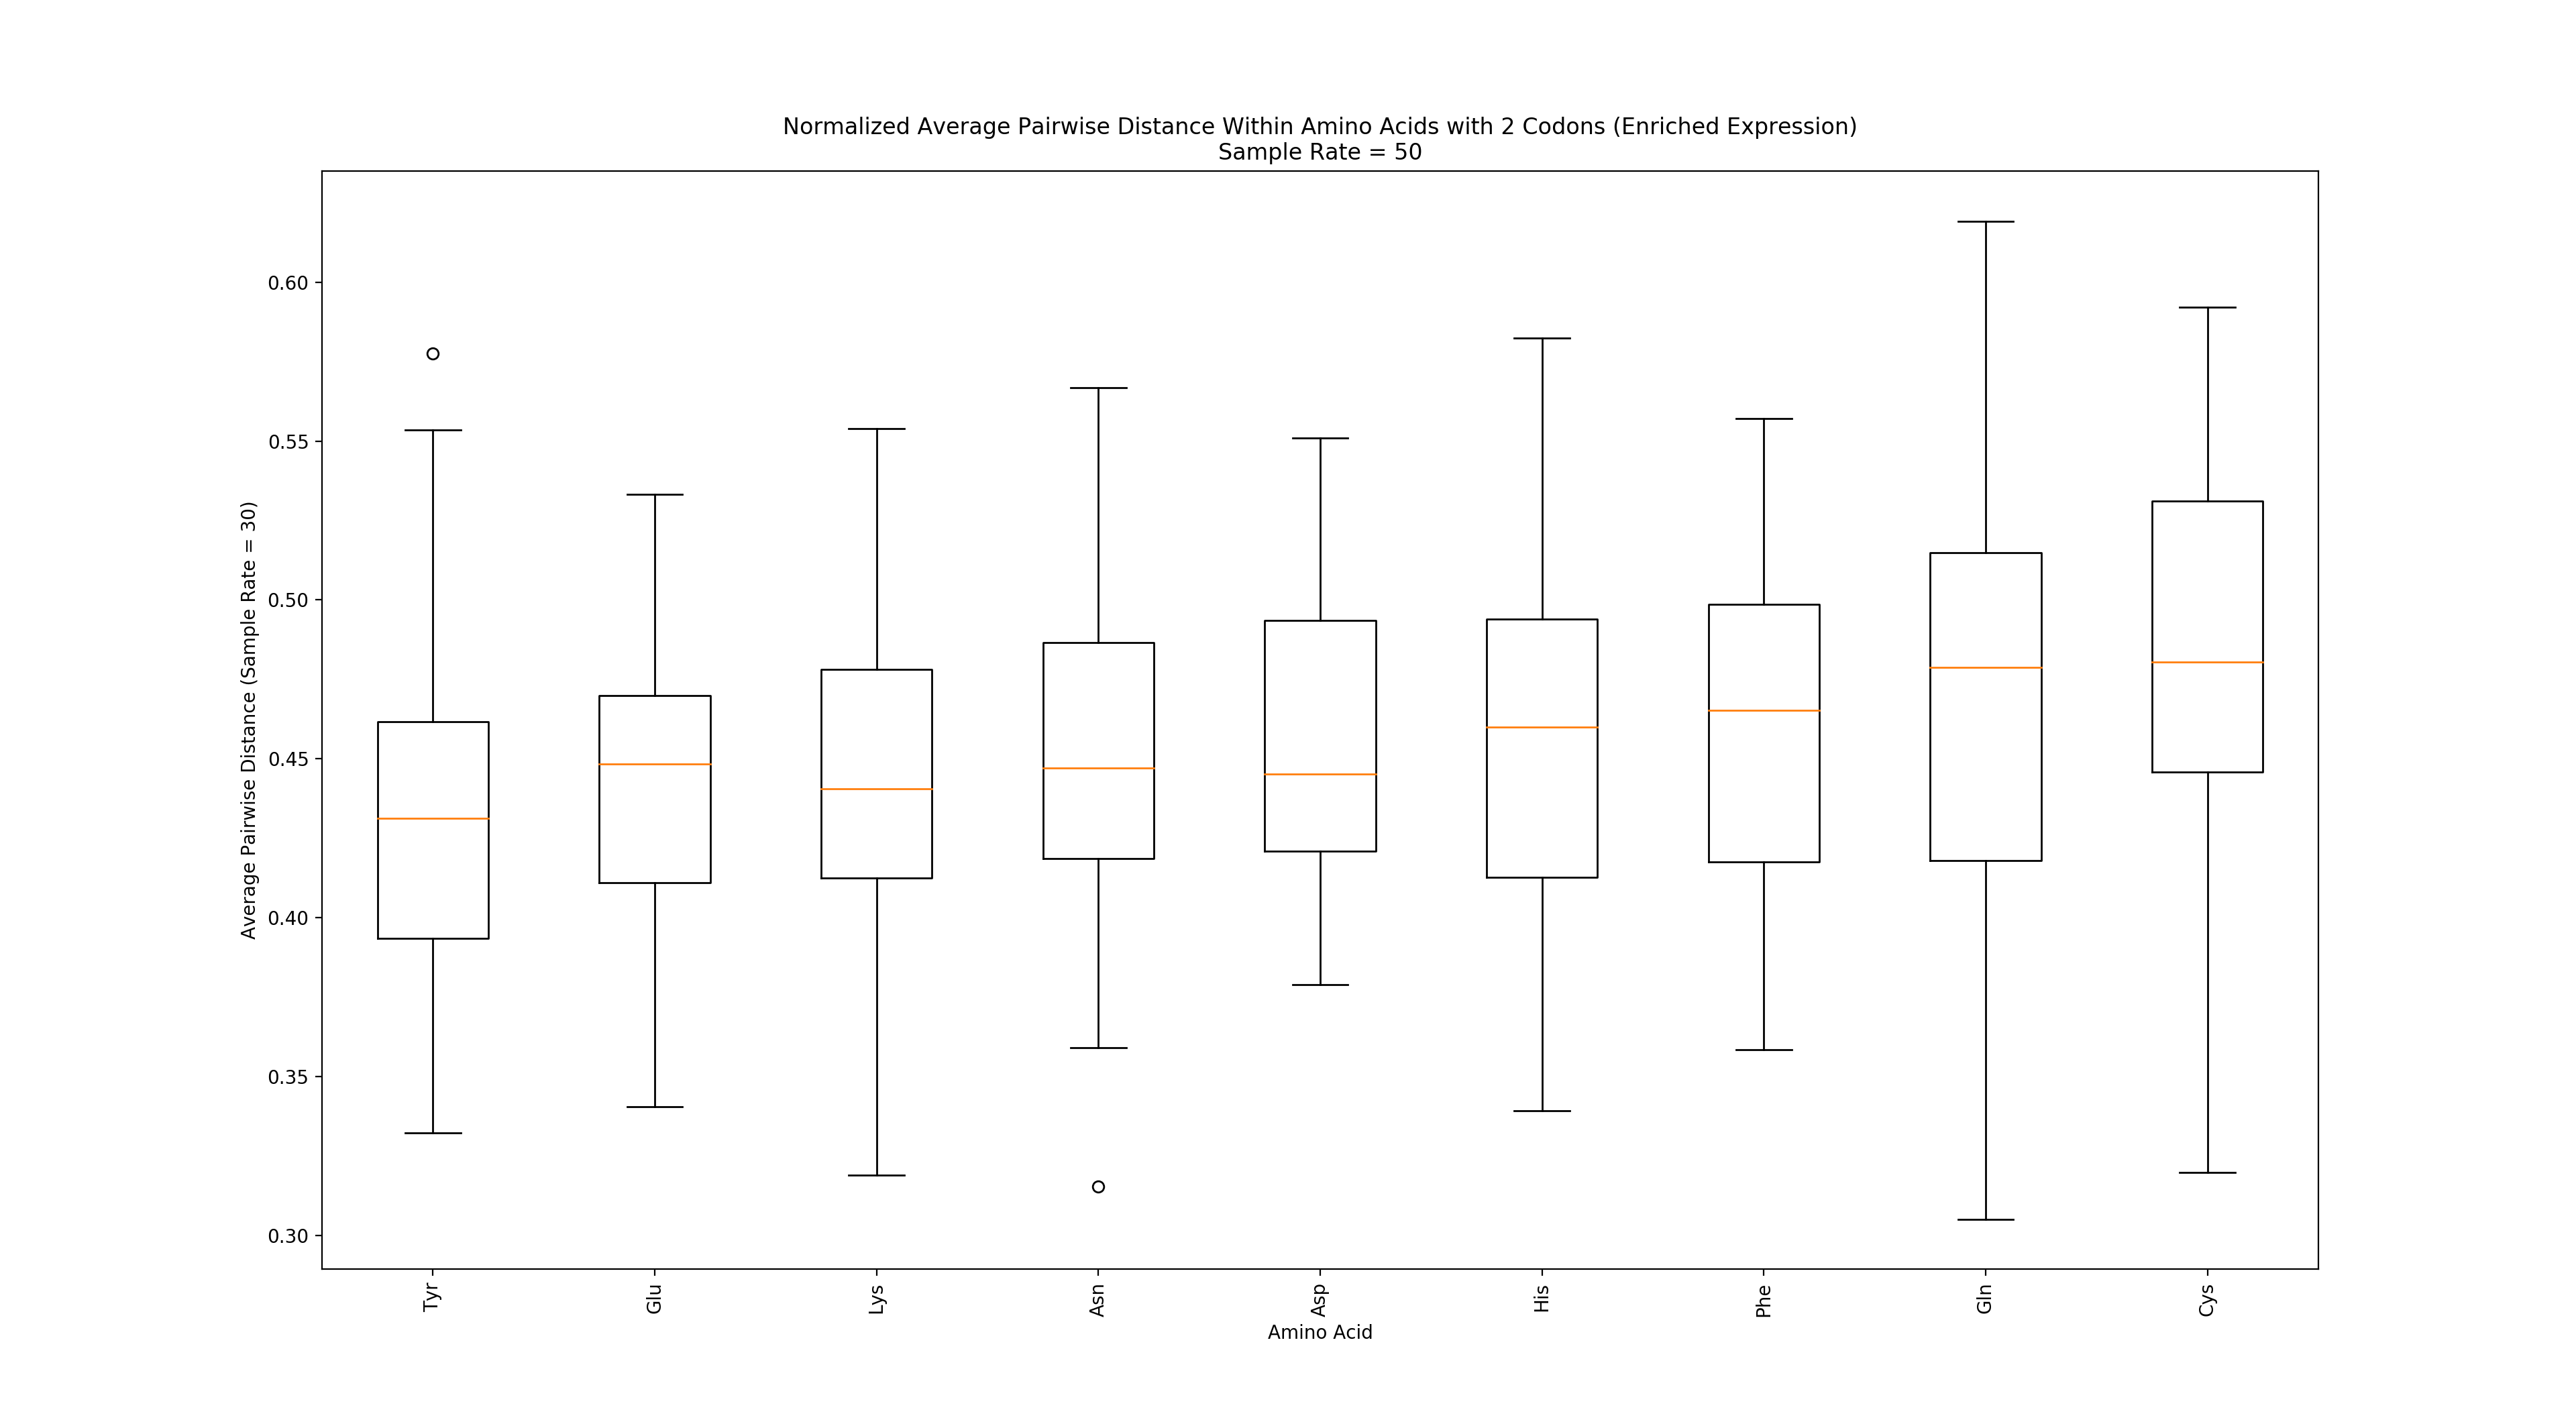 Normalized Average Pairwise Distance Within Amino Acids with 2 Codons (Enriched Expression)
Sample Rate = 50
Average Pairwise Distance (Sample Rate = 30)
0.60
0.55
0.50
0.45
0.40
0.35
0.30
Tyr
Glu
Lys
Asn
Asp
His
Phe
Gln
Cys
Amino Acid